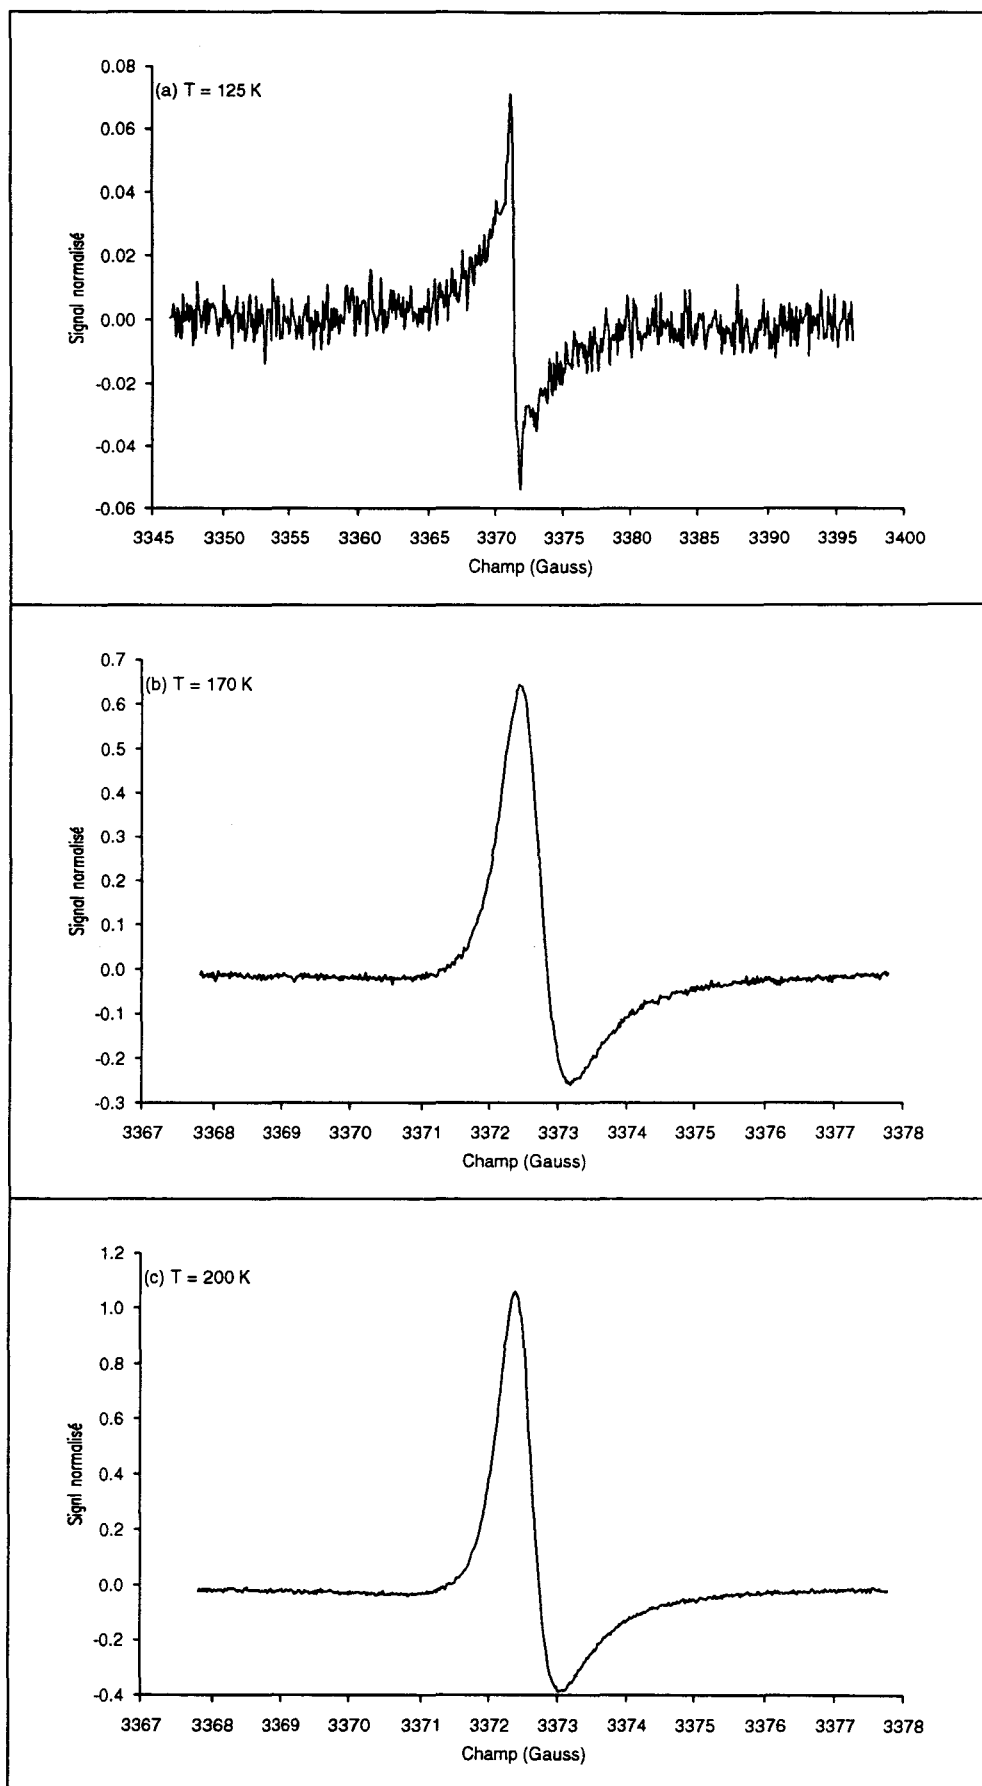 0.08
(a) T = 125 K
0.06
0.04
0.02
0.00
-0.02
-0.04
-0.06
Signal normalisé
3345 3350 3355 3360 3365 3370 3375 3380 3385 3390 3395 3400
Champ (Gauss)
0.7
(b) T = 170 K
0.6
0.5
0.4
0.3
0.2
0.1
0.0
-0.1
-0.2
-0.3
Signal normalisé
3367 3368 3369 3370 3371 3372 3373 3374 3375 3376 3377 3378
Champ (Gauss)
1.2
(c) T = 200 K
1.0
0.8
0.6
0.4
0.2
0.0
-0.2
-0.4
Signl normalisé
3367 3368 3369 3370 3371 3372 3373 3374 3375 3376 3377 3378
Champ (Gauss)